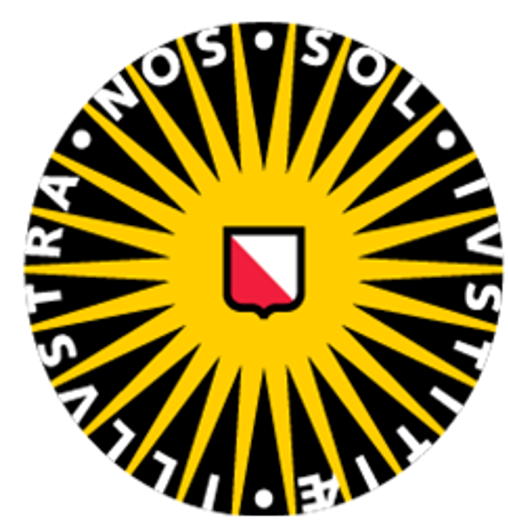 SOL • IVSTITIÆ • ILLVSTRA • NOS •